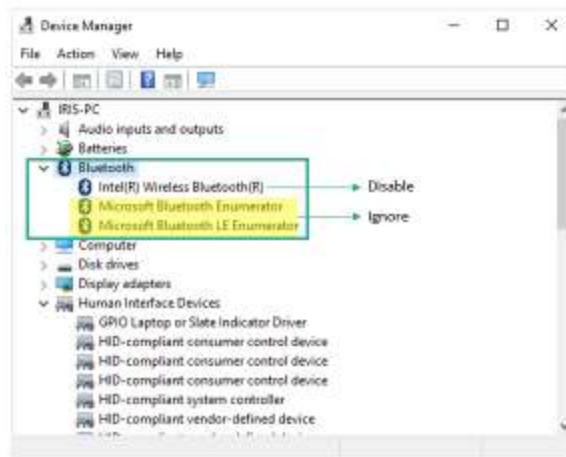 Device Manager
File Action View Help
IRIS-PC
Audio inputs and outputs
Batteries
Bluetooth
Intel(R) Wireless Bluetooth(R)
Disable
Microsoft Bluetooth Enumerator
Microsoft Bluetooth LE Enumerator
Ignore
Computer
Disk drives
Display adapters
Human Interface Devices
GPIO Laptop or Slate Indicator Driver
HID-compliant consumer control device
HID-compliant consumer control device
HID-compliant consumer control device
HID-compliant system controller
HID-compliant vendor-defined device